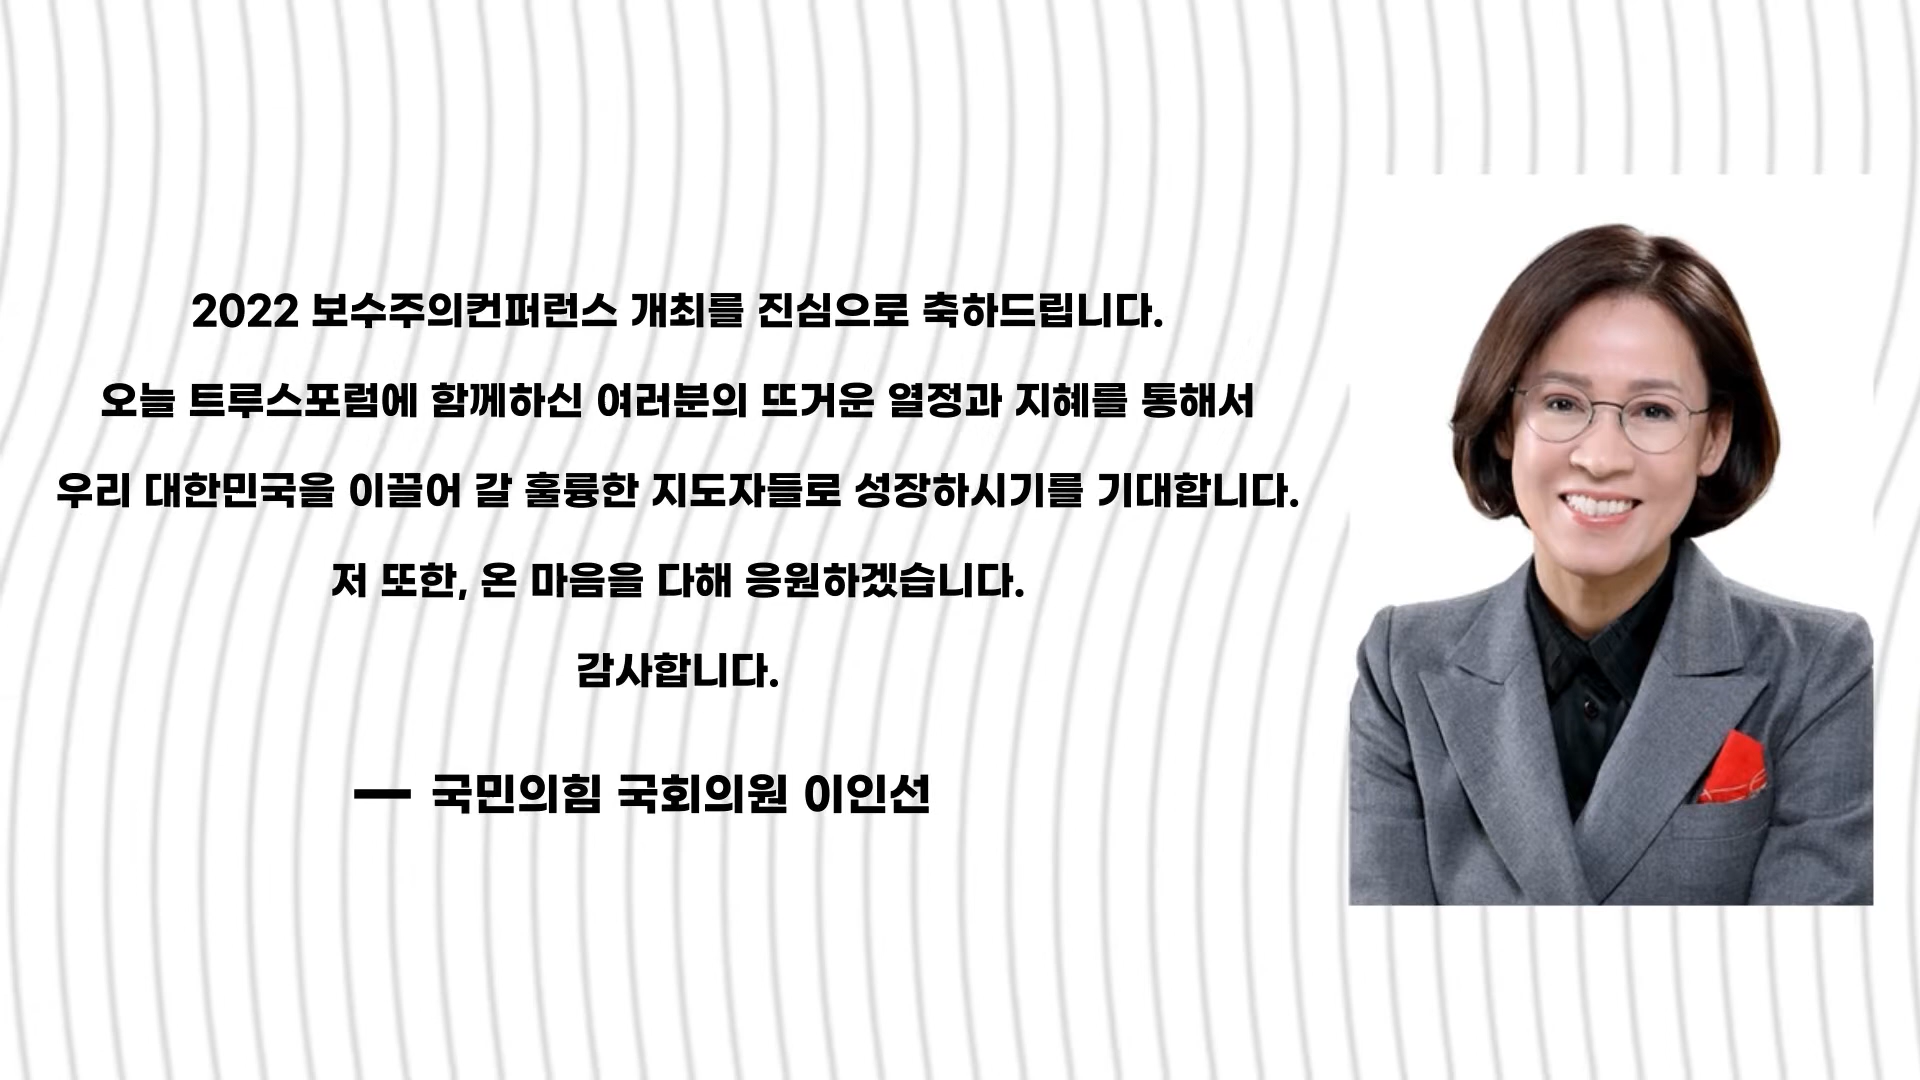 2022 보수주의컨퍼런스 개최를 진심으로 축하드립니다.
오늘 트루스포럼에 함께하신 여러분의 뜨거운 열정과 지혜를 통해서
우리 대한민국을 이끌어 갈 훌륭한 지도자들로 성장하시기를 기대합니다.
저 또한, 온 마음을 다해 응원하겠습니다.
감사합니다.
— 국민의힘 국회의원 이인선